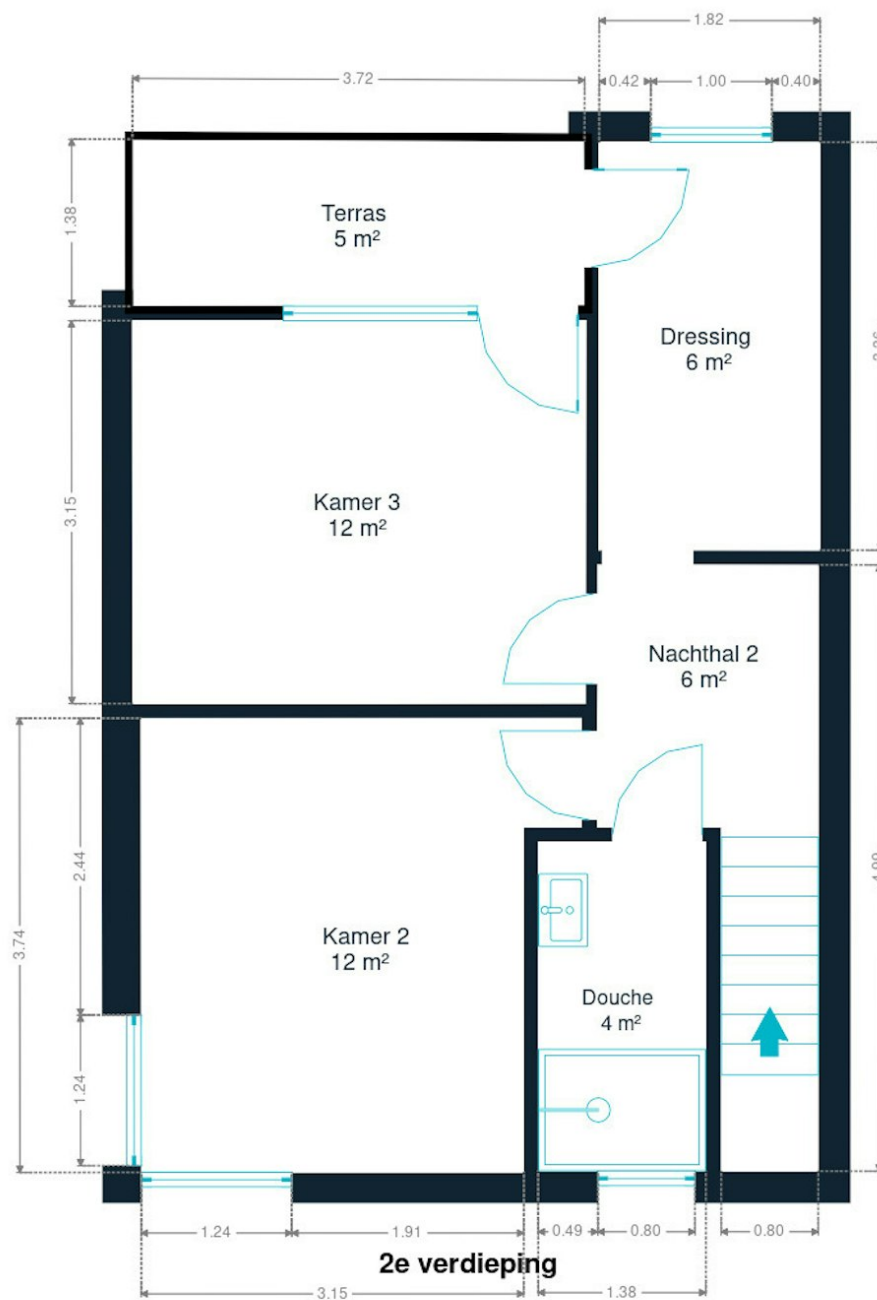 1.82
3.72
0.42
1.00
0.40
1.38
Terras
5 m²
Dressing
6 m²
3.15
Kamer 3
12 m²
Nachthal 2
6 m²
2.44
3.74
Kamer 2
12 m²
Douche
4 m²
1.24
1.24
1.91
0.49
0.80
0.80
2e verdieping
3.15
1.38